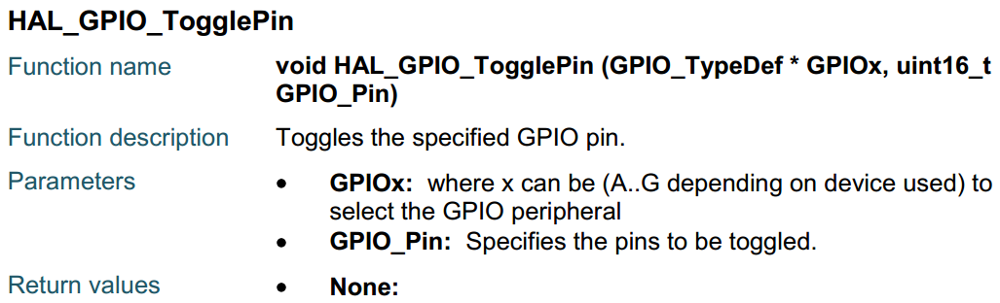 HAL_GPIO_TogglePin
Function name void HAL_GPIO_TogglePin (GPIO_TypeDef * GPIOx, uint16_t
GPIO_Pin)
Function description Toggles the specified GPIO pin.
Parameters • GPIOx: where x can be (A..G depending on device used) to
select the GPIO peripheral
• GPIO_Pin: Specifies the pins to be toggled.
Return values • None: